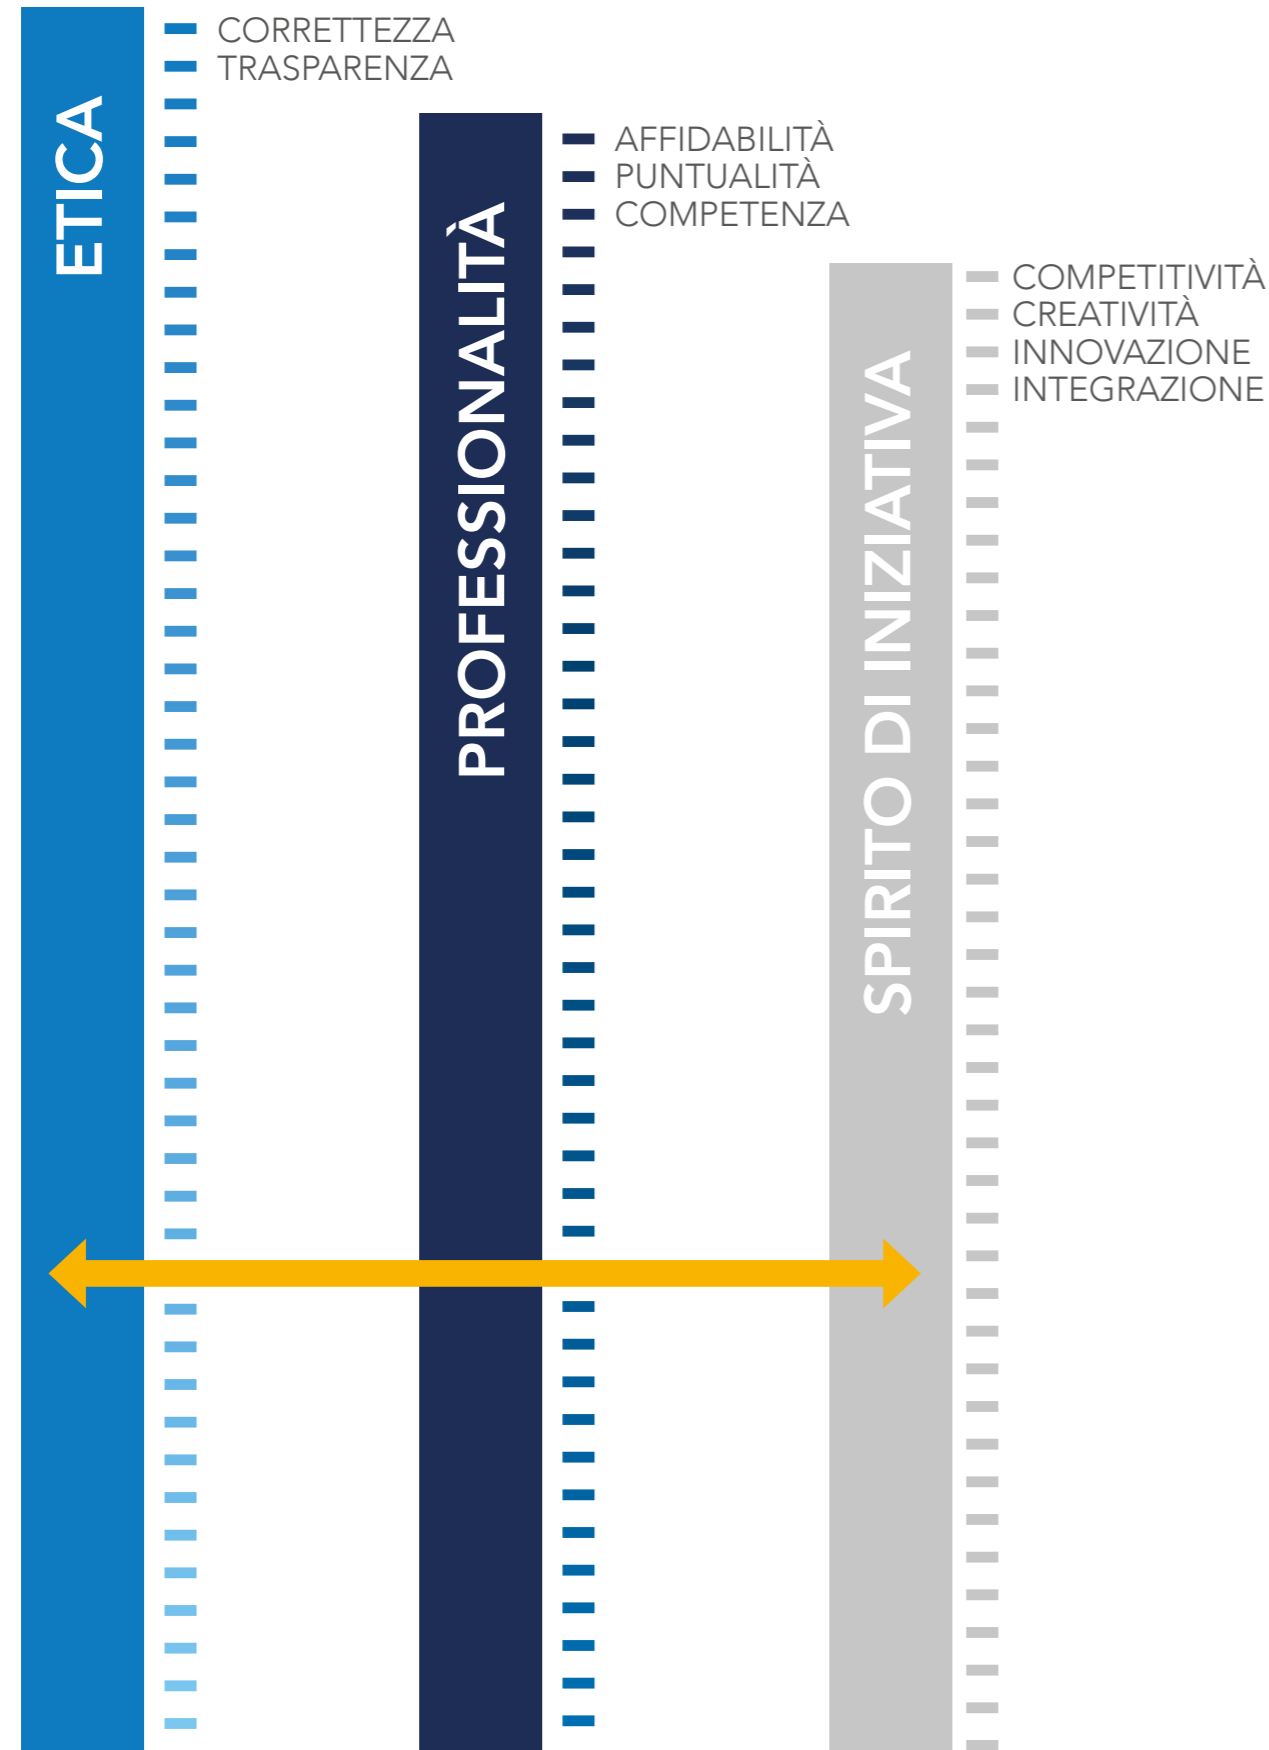 ETICA
CORRETTEZZA
TRASPARENZA
PROFESSIONALITÀ
AFFIDABILITÀ
PUNTUALITÀ
COMPETENZA
SPIRITO DI INIZIATIVA
COMPETITIVITÀ
CREATIVITÀ
INNOVAZIONE
INTEGRAZIONE